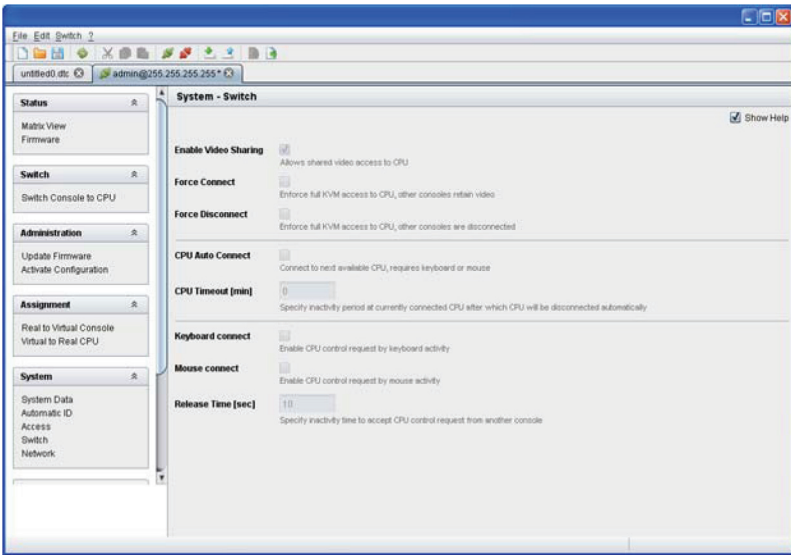 File Edit Switch ?
untitled0.dtc
admin@255.255.255.255*
Status
Matrix View
Firmware
Switch
Switch Console to CPU
Administration
Update Firmware
Activate Configuration
Assignment
Real to Virtual Console
Virtual to Real CPU
System
System Data
Automatic ID
Access
Switch
Network
System - Switch
Show Help
Enable Video Sharing
Allows shared video access to CPU
Force Connect
Enforce full KVM access to CPU, other consoles retain video
Force Disconnect
Enforce full KVM access to CPU, other consoles are disconnected
CPU Auto Connect
Connect to next available CPU, requires keyboard or mouse
CPU Timeout [min]
0
Specify inactivity period at currently connected CPU after which CPU will be disconnected automatically
Keyboard connect
Enable CPU control request by keyboard activity
Mouse connect
Enable CPU control request by mouse activity
Release Time [sec]
10
Specify inactivity time to accept CPU control request from another console